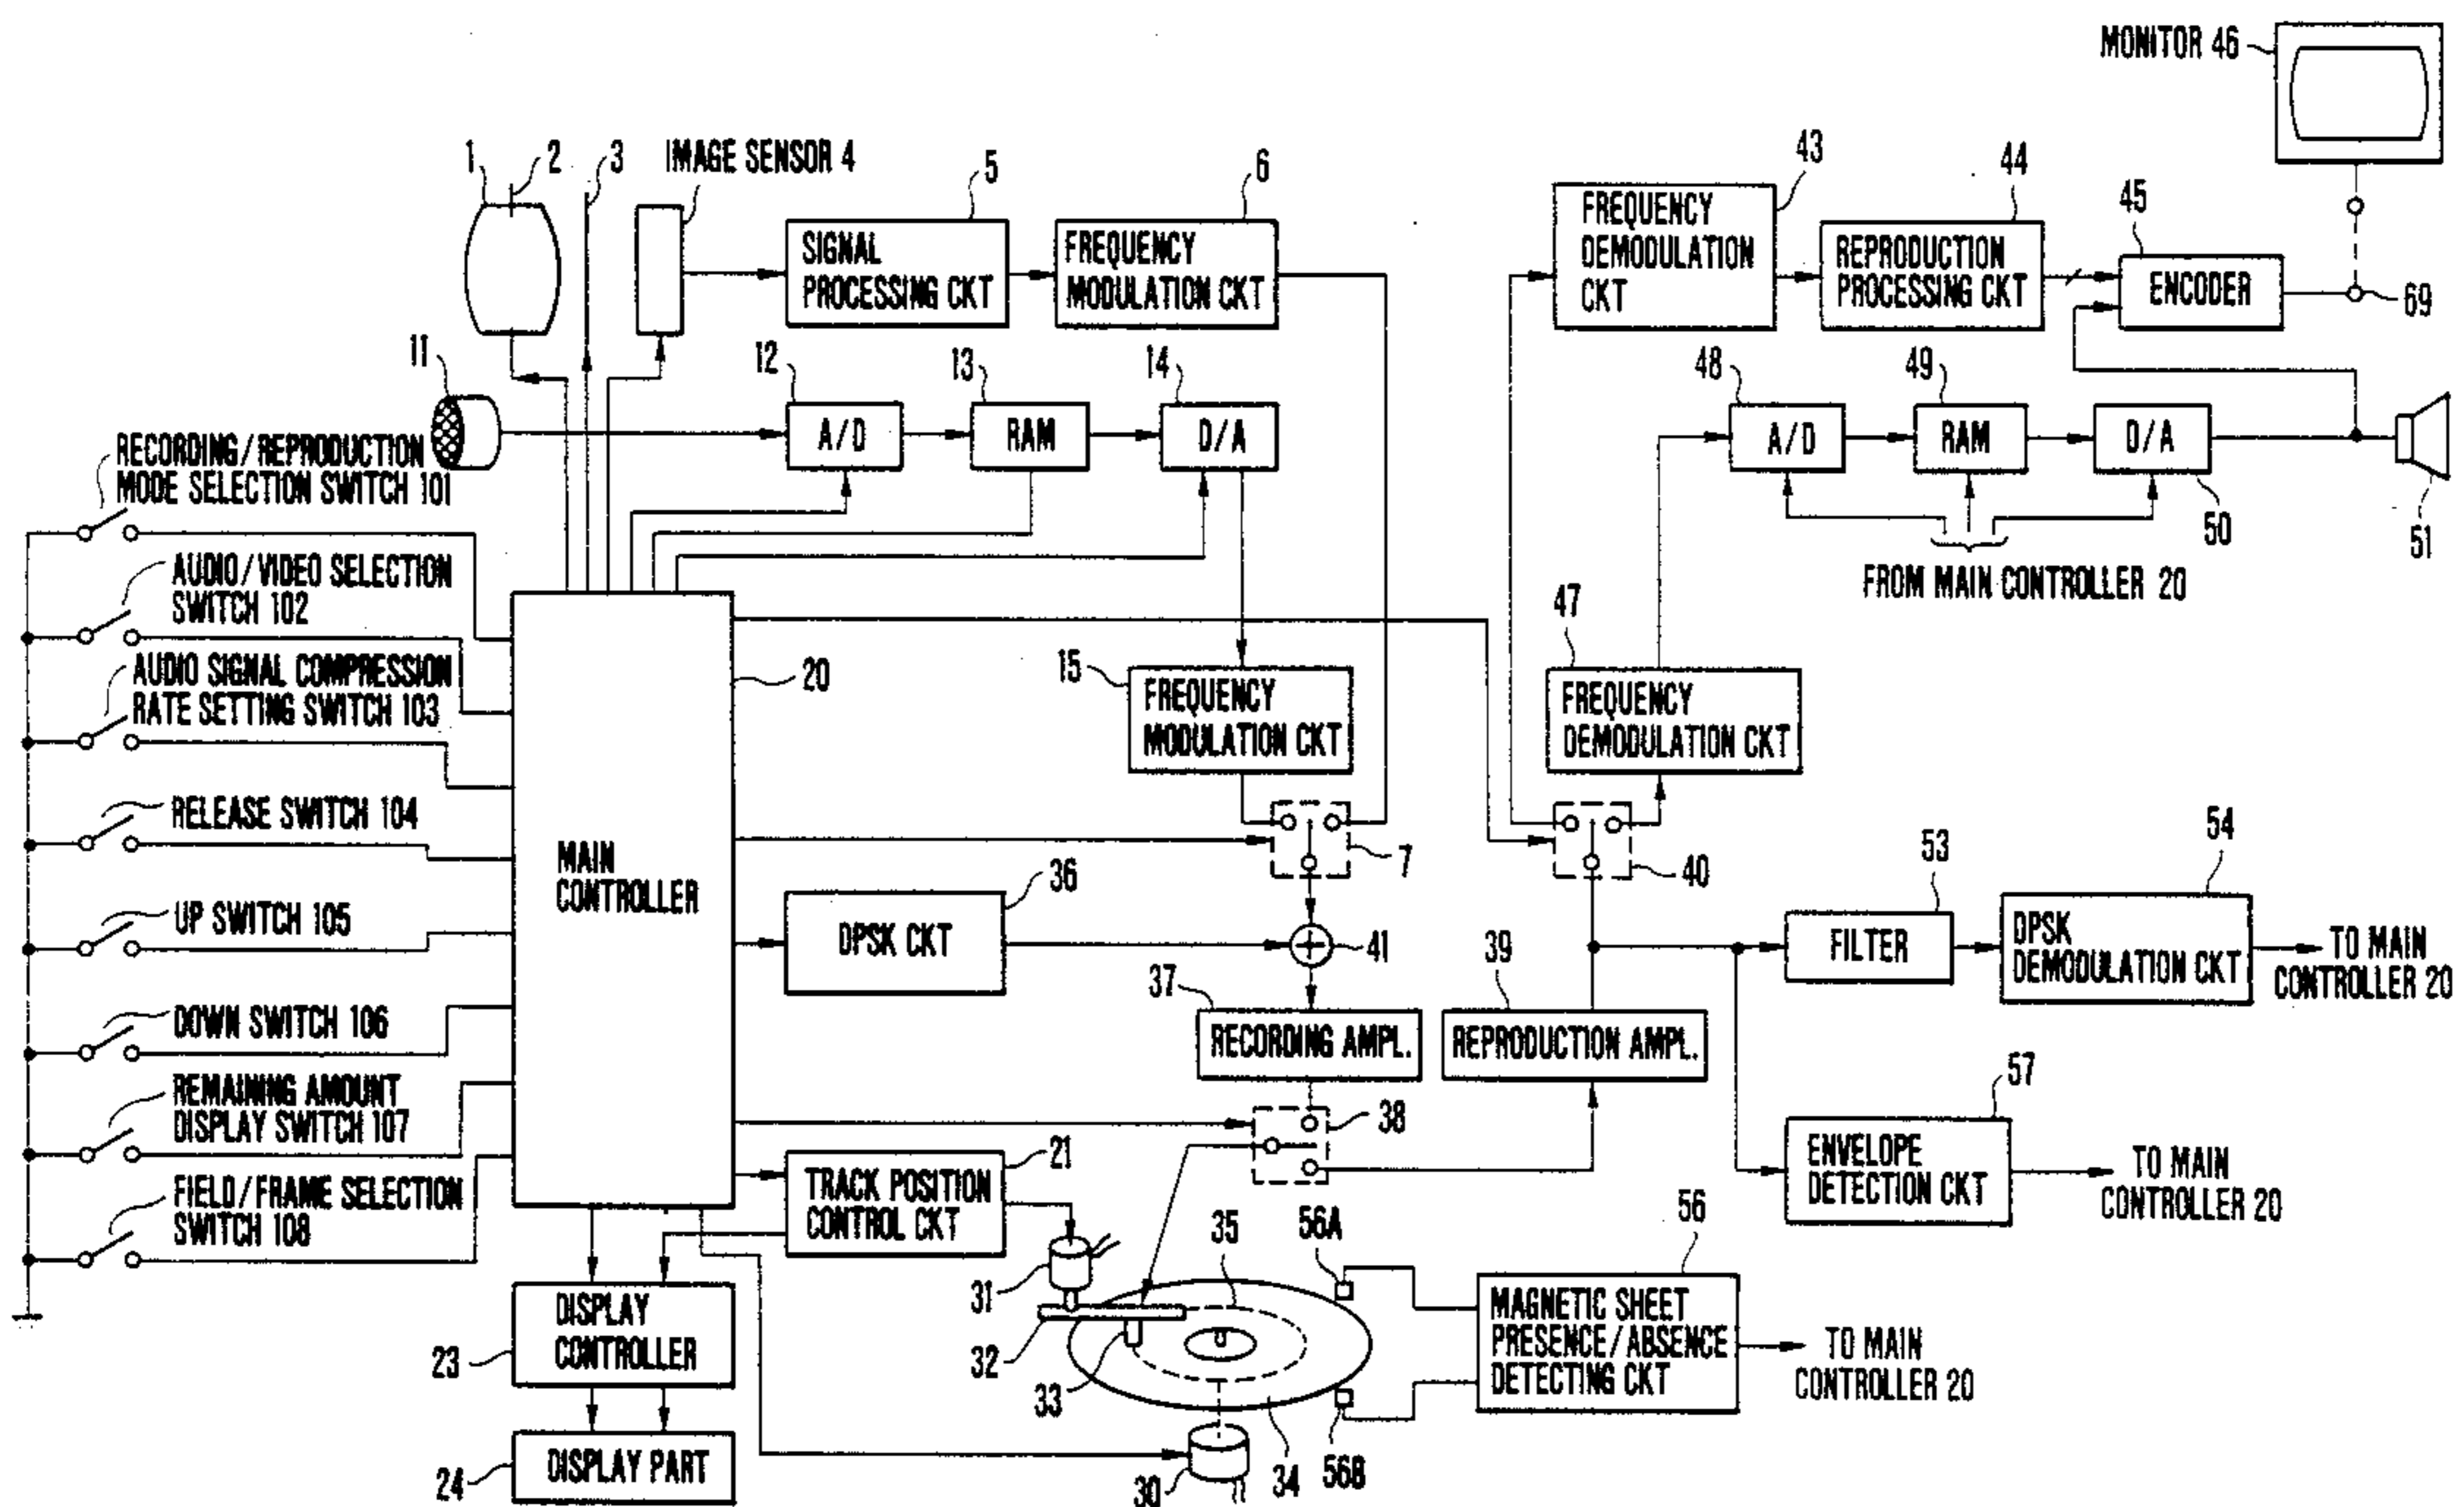 MONITOR 46
1
2
3
IMAGE SENSOR 4
5
6
43
44
45
SIGNAL
PROCESSING CKT
FREQUENCY
MODULATION CKT
FREQUENCY
DEMODULATION
CKT
REPRODUCTION
PROCESSING CKT
ENCODER
69
11
12
13
14
48
49
A/D
RAM
D/A
A/D
RAM
D/A
50
51
FROM MAIN CONTROLLER 20
RECORDING/REPRODUCTION
MODE SELECTION SWITCH 101
AUDIO/VIDEO SELECTION
SWITCH 102
AUDIO SIGNAL COMPRESSION
RATE SETTING SWITCH 103
RELEASE SWITCH 104
UP SWITCH 105
DOWN SWITCH 106
REMAINING AMOUNT
DISPLAY SWITCH 107
FIELD/FRAME SELECTION
SWITCH 108
20
MAIN
CONTROLLER
15
FREQUENCY
MODULATION CKT
47
FREQUENCY
DEMODULATION CKT
7
40
36
DPSK CKT
41
53
FILTER
54
DPSK
DEMODULATION CKT
TO MAIN
CONTROLLER 20
37
RECORDING AMPL.
39
REPRODUCTION AMPL.
38
57
ENVELOPE
DETECTION CKT
TO MAIN
CONTROLLER 20
21
TRACK POSITION
CONTROL CKT
31
32
33
35
56A
56
MAGNETIC SHEET
PRESENCE/ABSENCE
DETECTING CKT
TO MAIN
CONTROLLER 20
23
DISPLAY
CONTROLLER
24
DISPLAY PART
30
34
56B